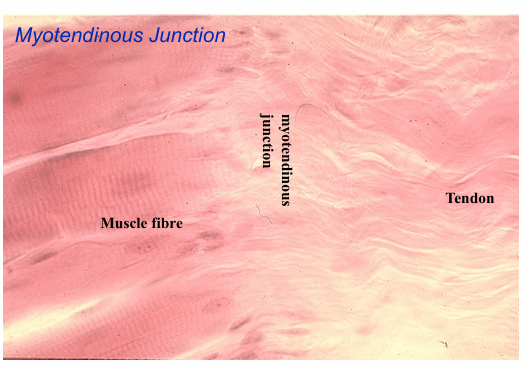 Myotendinous Junction
myotendinous
junction
Muscle fibre
Tendon